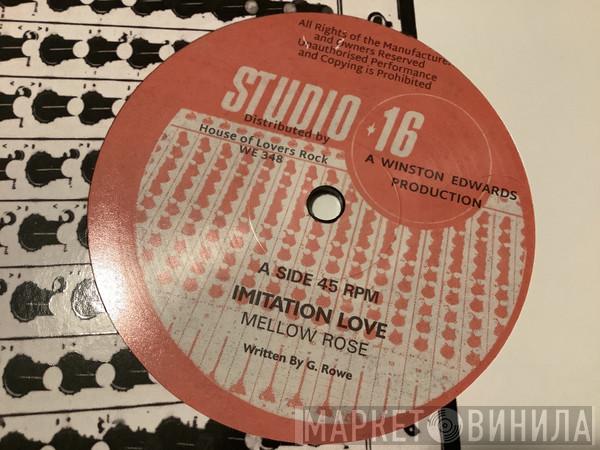 All Rights of the Manufacturer
and Owners Reserved
Unauthorised Performance
and Copying is Prohibited
STUDIO 16
Distributed by
House of Lovers Rock
WE 348
A WINSTON EDWARDS
PRODUCTION
A SIDE 45 RPM
IMITATION LOVE
MELLOW ROSE
Written By G. Rowe
МАРКЕТ ВИНИЛА